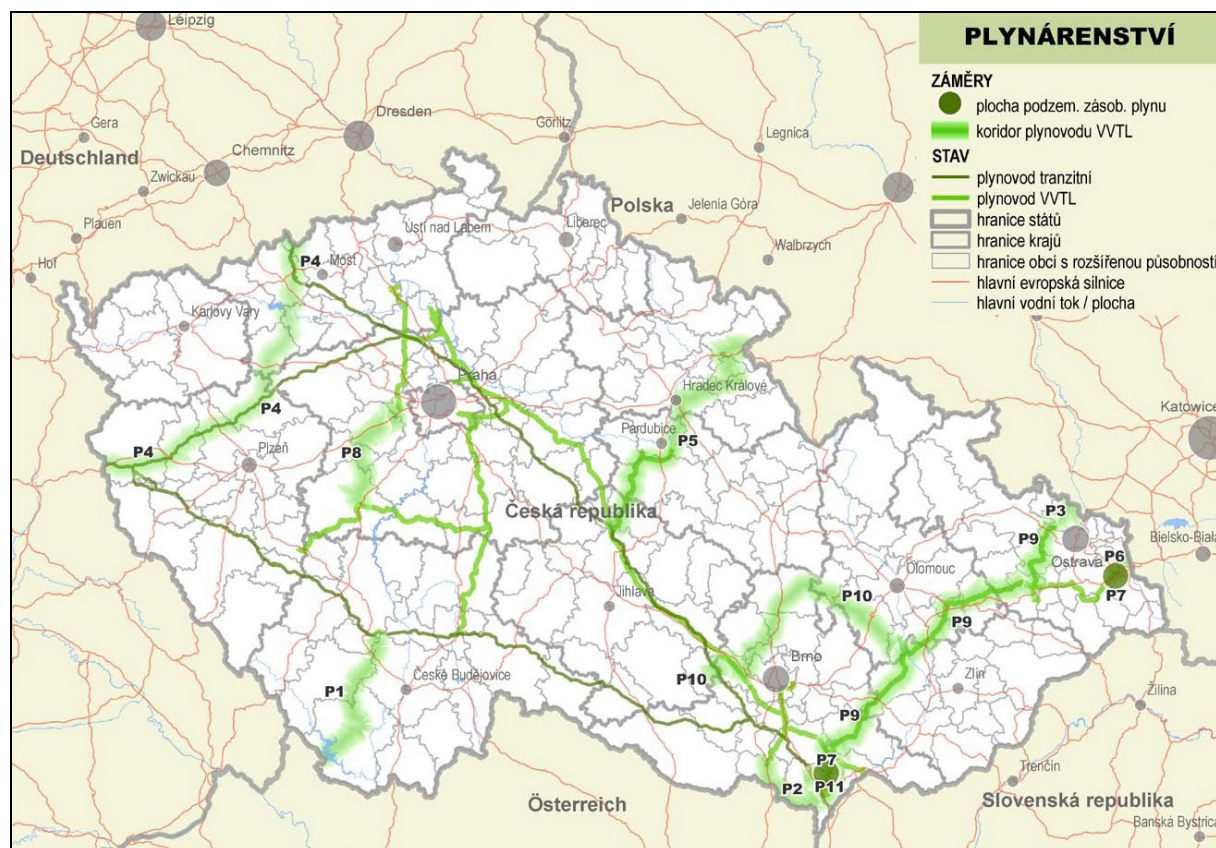 PLYNÁRENSTVÍ
ZÁMĚRY
plocha podzem. zásob. plynu
koridor plynovodu VVTL
STAV
plynovod tranzitní
plynovod VVTL
hranice států
hranice krajů
hranice obcí s rozšířenou působností
hlavní evropská silnice
hlavní vodní tok / plocha
Leipzig
Dresden
Görlitz
Legnica
Gera
Deutschland
Chemnitz
Zwickau
Polska
Jelenia Góra
Plauen
Ústí nad Labem
Liberec
Walbrzych
Hof
P4
Most
Karlovy Vary
Praha
Hradec Králové
Katowice
P4
Pardubice
P5
P4
Plzeň
P8
Česká republika
P3
P9
Ostrava
Bielsko-Biała
P6
Olomouc
P7
Jihlava
P10
P9
Brno
P10
Zlín
P1
České Budějovice
P9
Žilina
P7
P2
P11
Trenčín
Österreich
Slovenská republika
Banská Bystrica